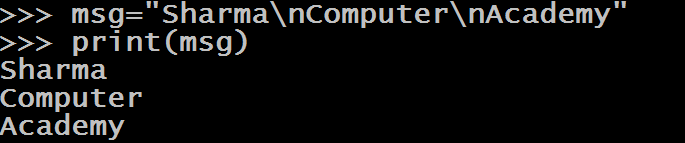 >>> msg="Sharma\nComputer\nAcademy"
>>> print(msg)
Sharma
Computer
Academy